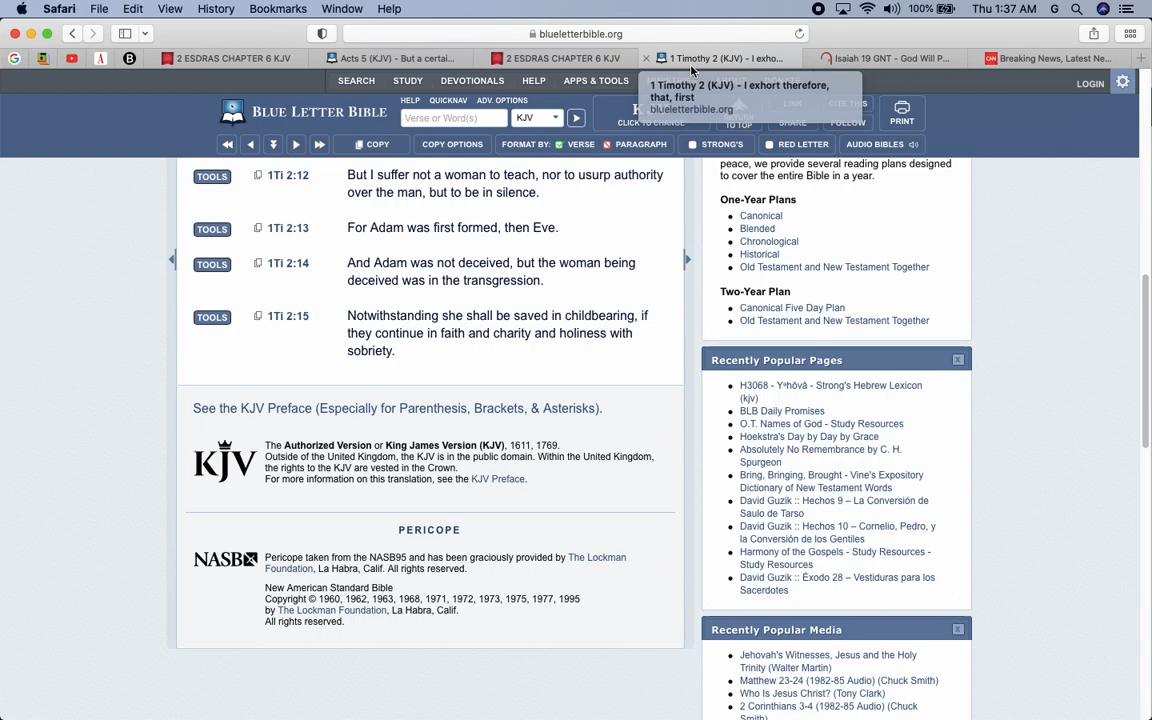 Safari File Edit View History Bookmarks Window Help 100% Thu 1:37 AM G
blueletterbible.org
2 ESDRAS CHAPTER 6 KJV Acts 5 (KJV) - But a certai... 2 ESDRAS CHAPTER 6 KJV 1 Timothy 2 (KJV) - I exho... Isaiah 19 GNT - God Will P... CNN Breaking News, Latest Ne...
SEARCH STUDY DEVOTIONALS HELP APPS & TOOLS LOGIN
1 Timothy 2 (KJV) - I exhort therefore,
that, first
blueletterbible.org
BLUE LETTER BIBLE
HELP QUICKNAV ADV. OPTIONS
Verse or Word(s) KJV
CLICK TO CHANGE
RETURN
TO TOP
LINK
SHARE
CITE THIS
FOLLOW
PRINT
COPY COPY OPTIONS FORMAT BY: VERSE PARAGRAPH STRONG'S RED LETTER AUDIO BIBLES
TOOLS 1Ti 2:12 But I suffer not a woman to teach, nor to usurp authority
over the man, but to be in silence.
TOOLS 1Ti 2:13 For Adam was first formed, then Eve.
TOOLS 1Ti 2:14 And Adam was not deceived, but the woman being
deceived was in the transgression.
TOOLS 1Ti 2:15 Notwithstanding she shall be saved in childbearing, if
they continue in faith and charity and holiness with
sobriety.
See the KJV Preface (Especially for Parenthesis, Brackets, & Asterisks).
KJV
The Authorized Version or King James Version (KJV), 1611, 1769.
Outside of the United Kingdom, the KJV is in the public domain. Within the United Kingdom,
the rights to the KJV are vested in the Crown.
For more information on this translation, see the KJV Preface.
PERICOPE
NASB
Pericope taken from the NASB95 and has been graciously provided by The Lockman
Foundation, La Habra, Calif. All rights reserved.
New American Standard Bible
Copyright © 1960, 1962, 1963, 1968, 1971, 1972, 1973, 1975, 1977, 1995
by The Lockman Foundation, La Habra, Calif.
All rights reserved.
peace, we provide several reading plans designed
to cover the entire Bible in a year.
One-Year Plans
Canonical
Blended
Chronological
Historical
Old Testament and New Testament Together
Two-Year Plan
Canonical Five Day Plan
Old Testament and New Testament Together
Recently Popular Pages
H3068 - Yᵊhōvâ - Strong's Hebrew Lexicon
(kjv)
BLB Daily Promises
O.T. Names of God - Study Resources
Hoekstra's Day by Day by Grace
Absolutely No Remembrance by C. H.
Spurgeon
Bring, Bringing, Brought - Vine's Expository
Dictionary of New Testament Words
David Guzik :: Hechos 9 – La Conversión de
Saulo de Tarso
David Guzik :: Hechos 10 – Cornelio, Pedro, y
la Conversión de los Gentiles
Harmony of the Gospels - Study Resources -
Study Resources
David Guzik :: Éxodo 28 – Vestiduras para los
Sacerdotes
Recently Popular Media
Jehovah's Witnesses, Jesus and the Holy
Trinity (Walter Martin)
Matthew 23-24 (1982-85 Audio) (Chuck Smith)
Who Is Jesus Christ? (Tony Clark)
2 Corinthians 3-4 (1982-85 Audio) (Chuck
Smith)